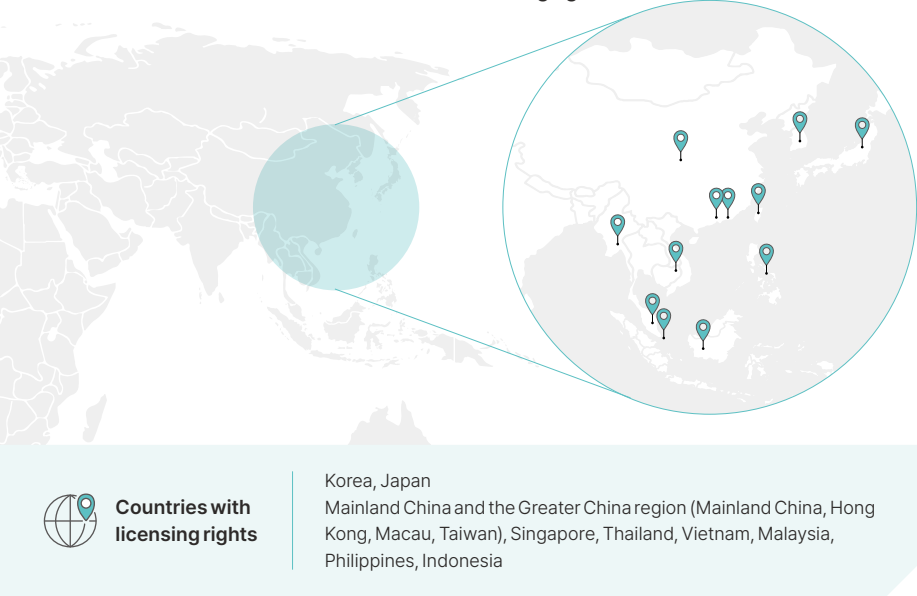 Countries with
licensing rights
Korea, Japan
Mainland China and the Greater China region (Mainland China, Hong
Kong, Macau, Taiwan), Singapore, Thailand, Vietnam, Malaysia,
Philippines, Indonesia